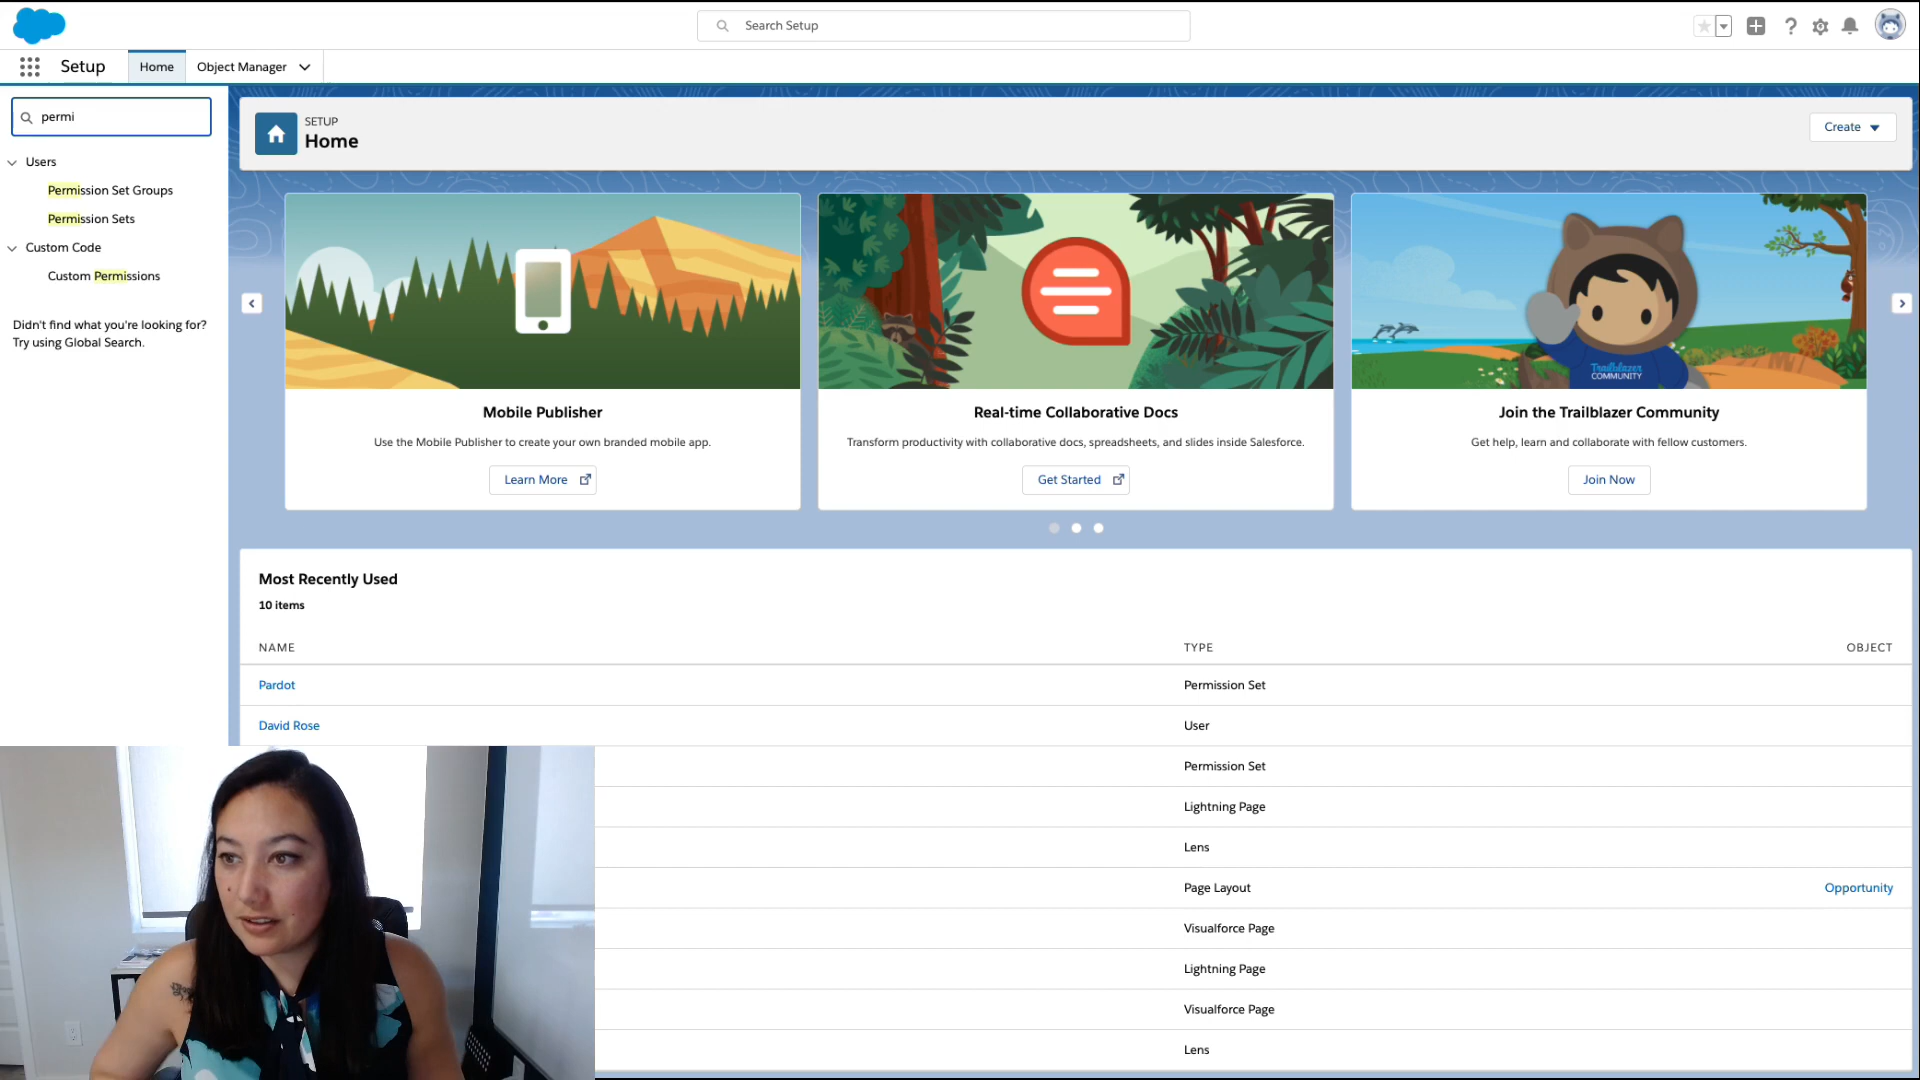 Search Setup
Setup
Home
Object Manager
permi
Users
Permission Set Groups
Permission Sets
Custom Code
Custom Permissions
Didn't find what you're looking for?
Try using Global Search.
SETUP
Home
Create
Mobile Publisher
Use the Mobile Publisher to create your own branded mobile app.
Learn More
Real-time Collaborative Docs
Transform productivity with collaborative docs, spreadsheets, and slides inside Salesforce.
Get Started
Trailblazer
COMMUNITY
Join the Trailblazer Community
Get help, learn and collaborate with fellow customers.
Join Now
Most Recently Used
10 items
NAME TYPE OBJECT
Pardot Permission Set
David Rose User
Permission Set
Lightning Page
Lens
Page Layout Opportunity
Visualforce Page
Lightning Page
Visualforce Page
Lens